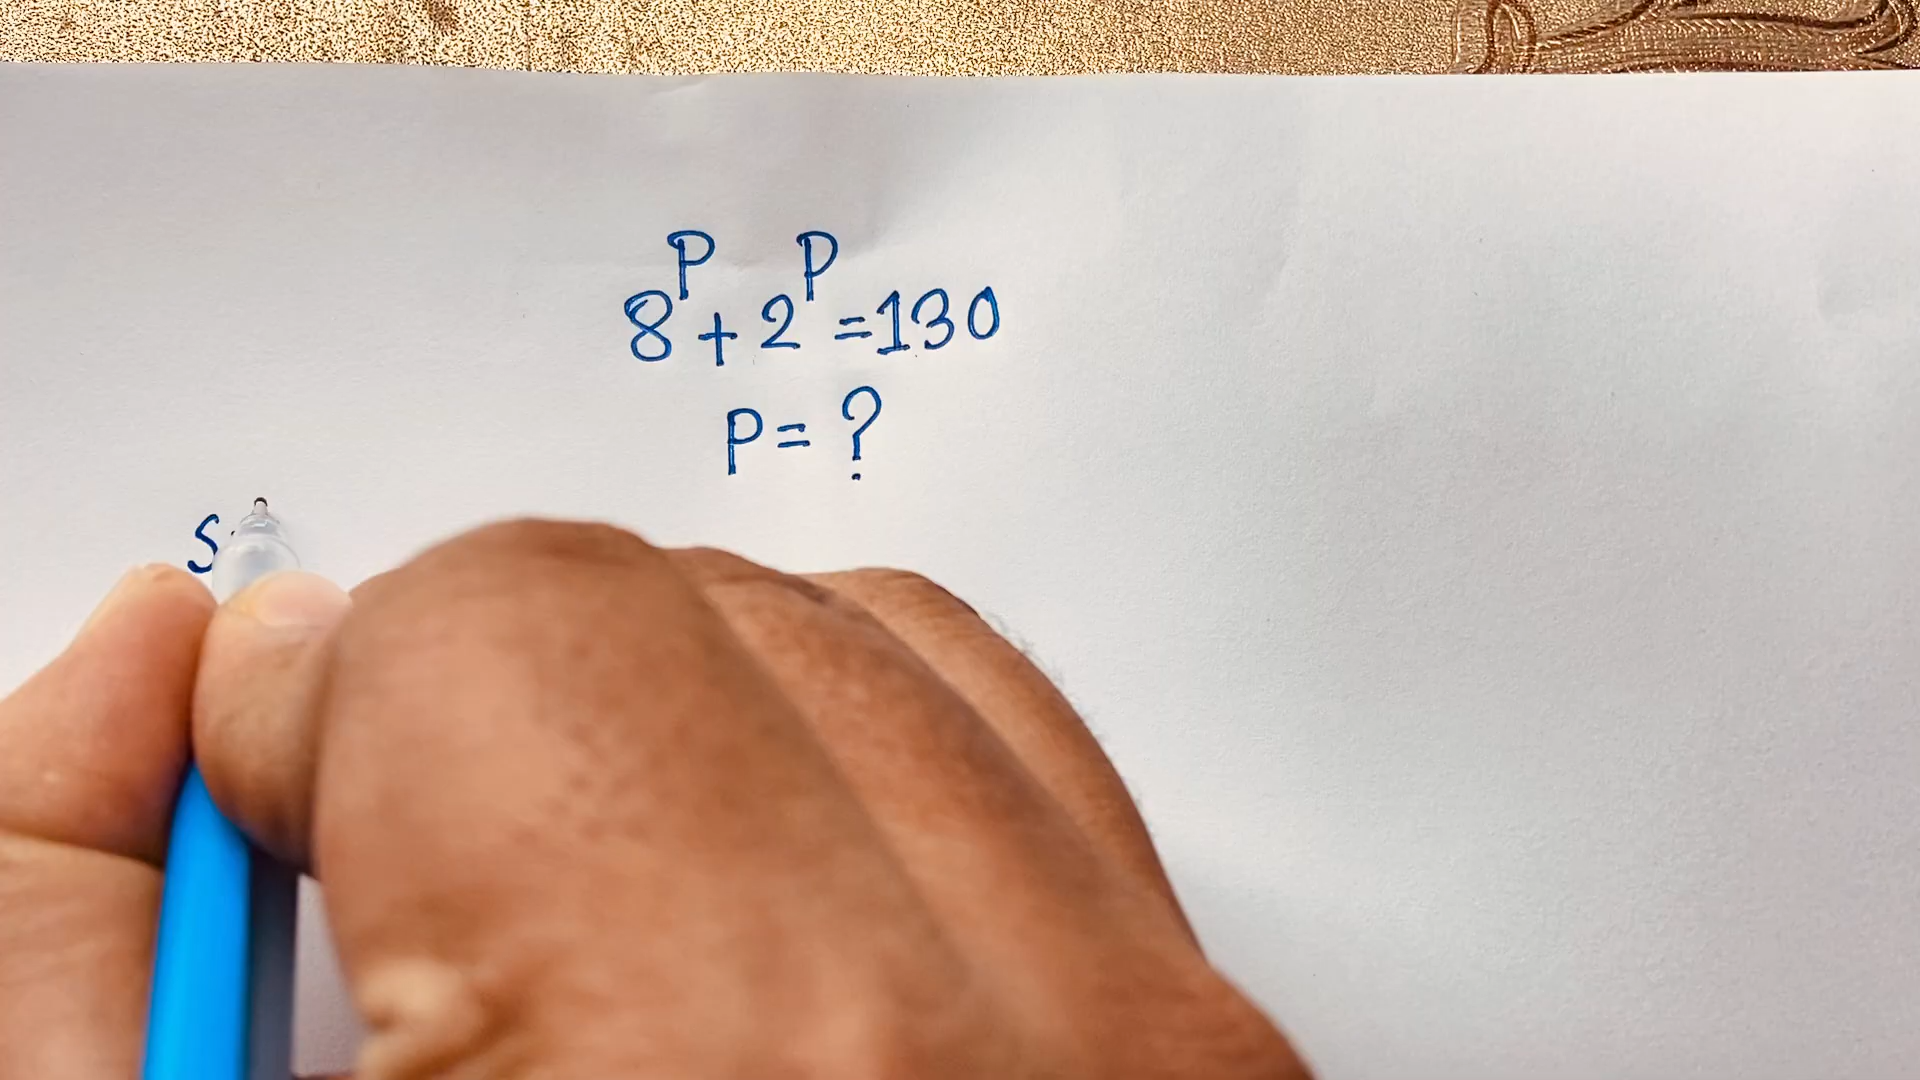 8^P + 2^P = 130
P = ?
S